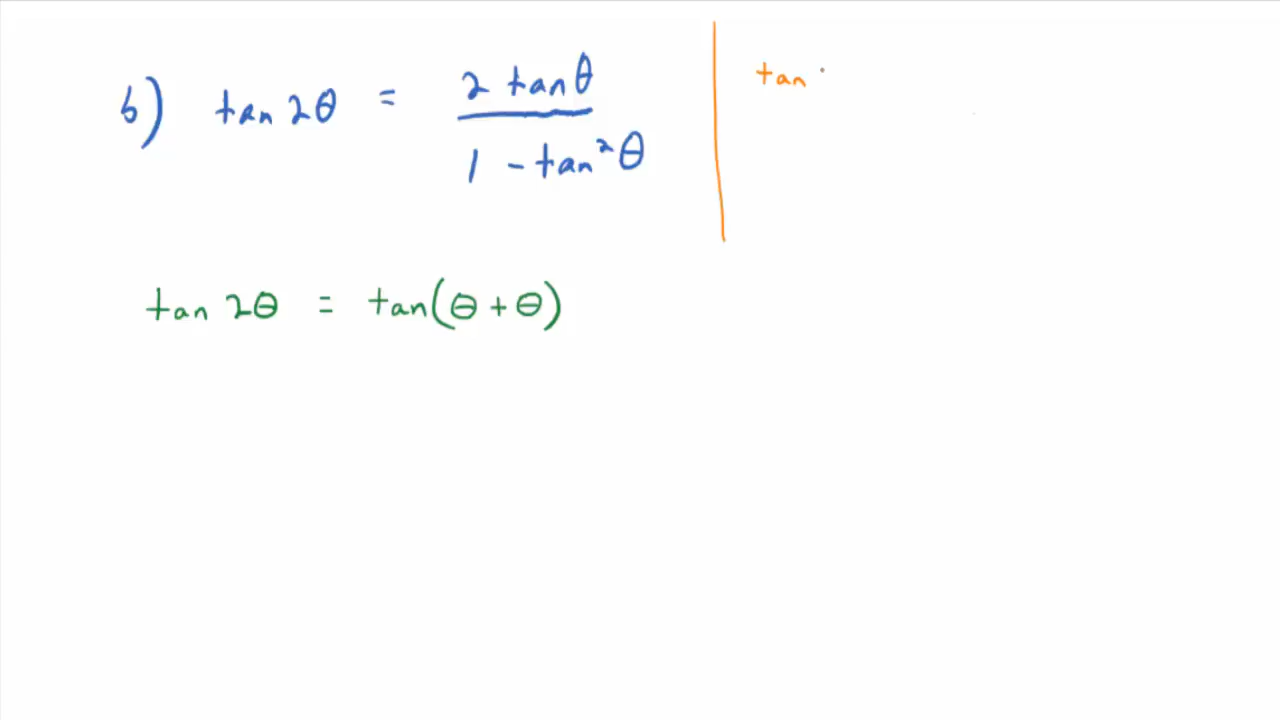 b) tan 2θ = 2 tan θ / 1 - tan²θ
tan
tan 2θ = tan(θ + θ)